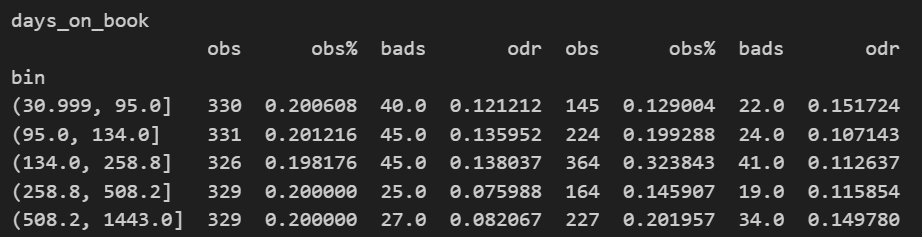 days_on_book
obs obs% bads odr obs obs% bads odr
bin
(30.999, 95.0] 330 0.200608 40.0 0.121212 145 0.129004 22.0 0.151724
(95.0, 134.0] 331 0.201216 45.0 0.135952 224 0.199288 24.0 0.107143
(134.0, 258.8] 326 0.198176 45.0 0.138037 364 0.323843 41.0 0.112637
(258.8, 508.2] 329 0.200000 25.0 0.075988 164 0.145907 19.0 0.115854
(508.2, 1443.0] 329 0.200000 27.0 0.082067 227 0.201957 34.0 0.149780